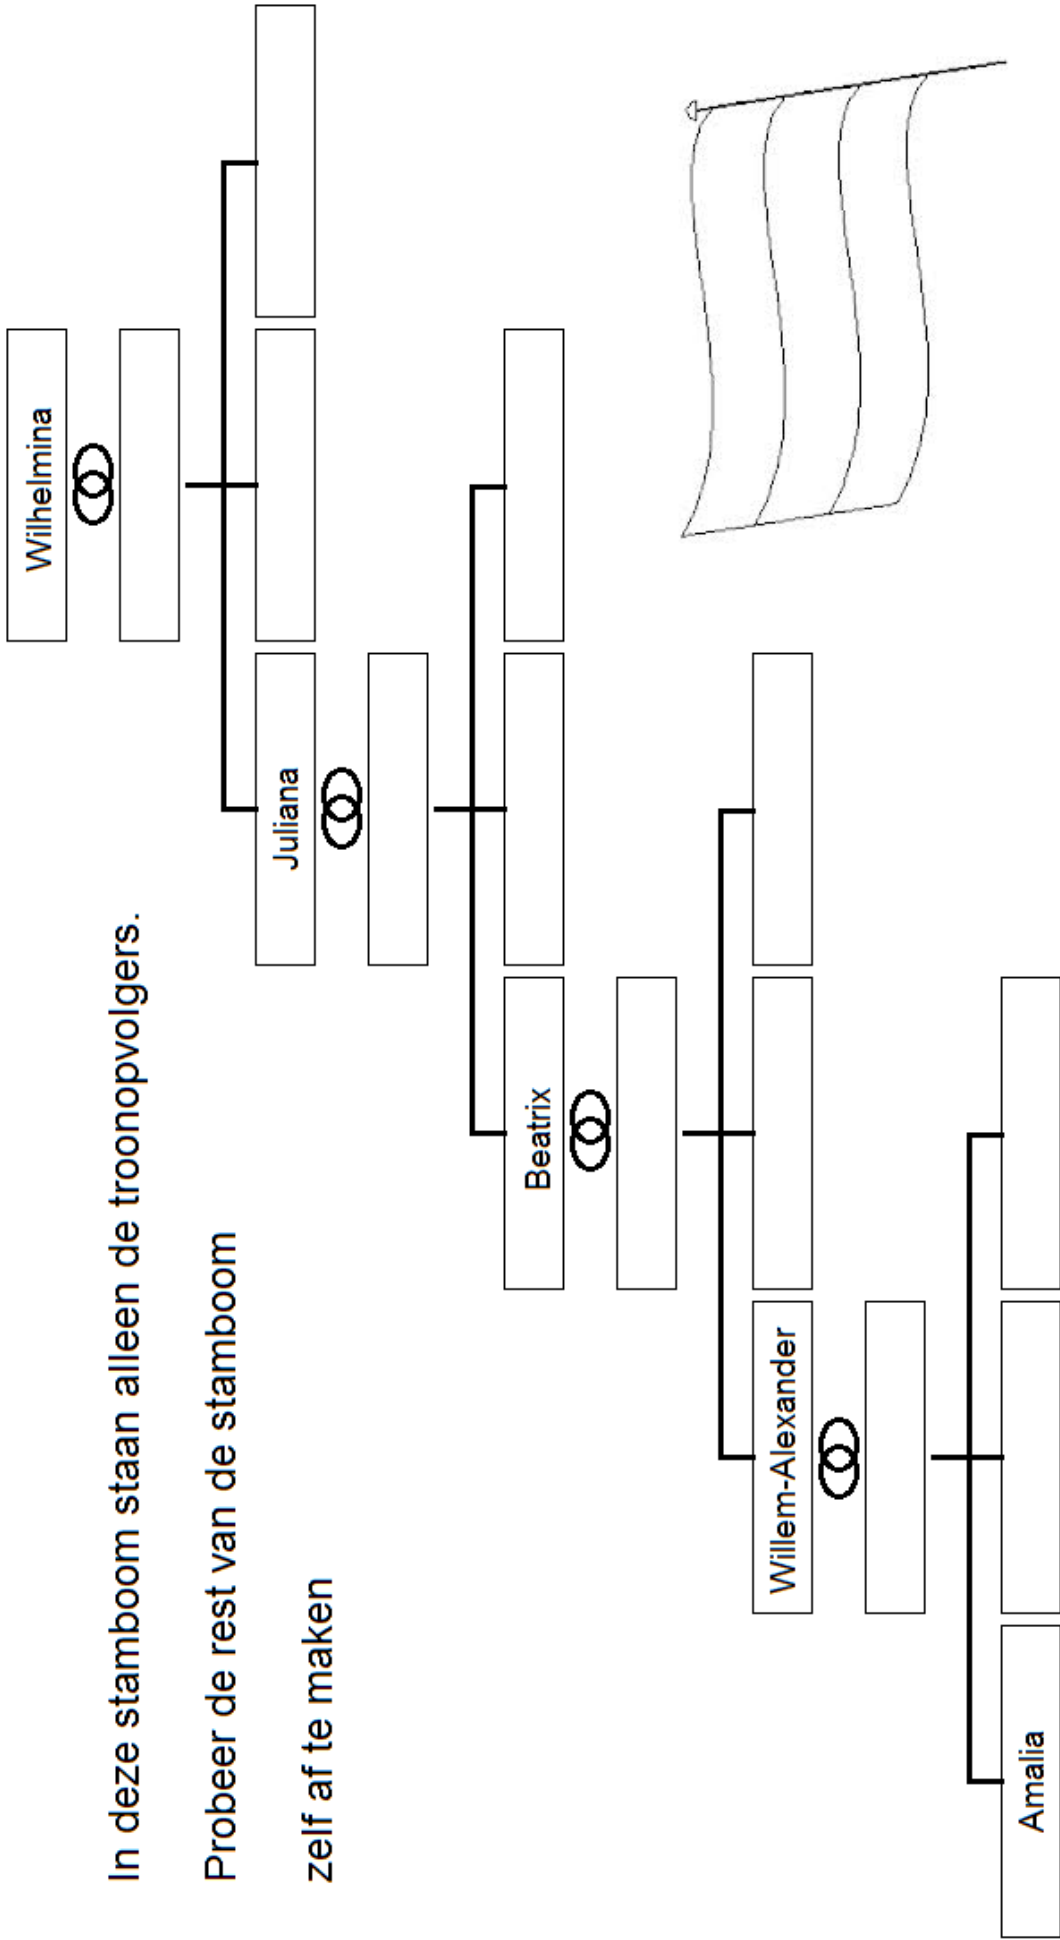 In deze stamboom staan alleen de troonopvolgers.
Probeer de rest van de stamboom
zelf af te maken
Wilhelmina
Juliana
Beatrix
Willem-Alexander
Amalia